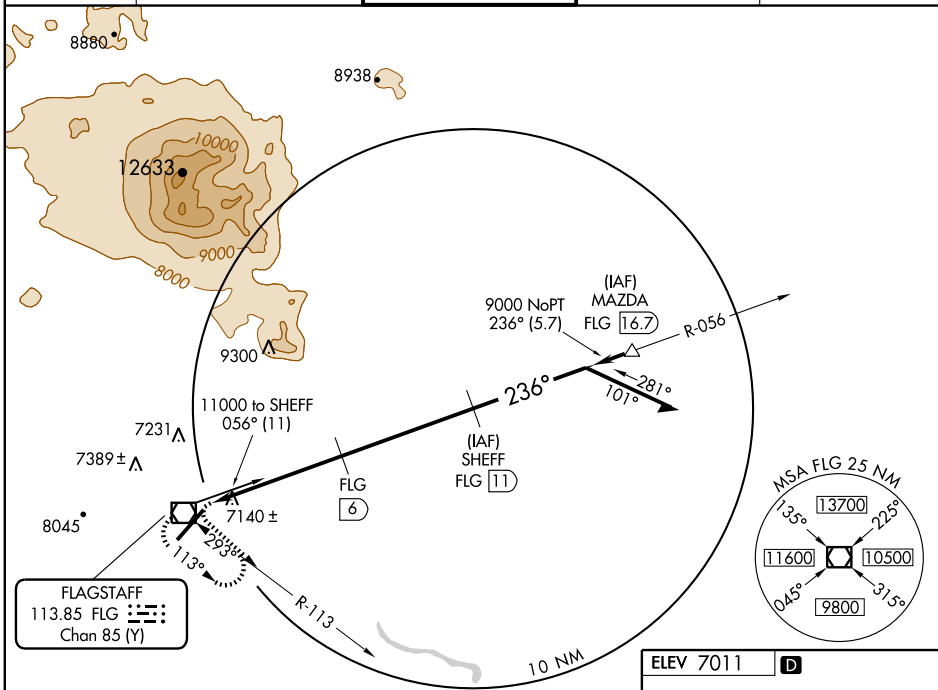 8880
8938
10000
12633
9000
8000
(IAF)
MAZDA
FLG 16.7
9000 NoPT
236° (5.7)
R-056
9300
236°
281°
101°
11000 to SHEFF
056° (11)
7231
7389±
(IAF)
SHEFF
FLG 11
FLG
6
7140±
8045
293°
113°
R-113
FLAGSTAFF
113.85 FLG
Chan 85 (Y)
10 NM
MSA FLG 25 NM
13700
135°
225°
11600
10500
045°
315°
9800
ELEV 7011 D